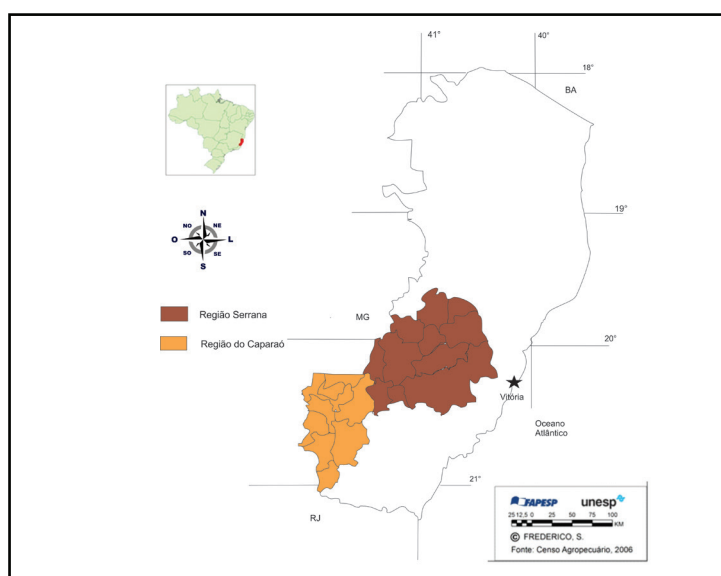 41°
40°
18°
BA
19°
N
NO NE
O L
SO SE
S
MG
Região Serrana
Região do Caparaó
20°
Vitória
Oceano
Atlântico
21°
RJ
FAPESP unesp
25 12,5 0 25 50 75 100
KM
© FREDERICO, S.
Fonte: Censo Agropecuário, 2006